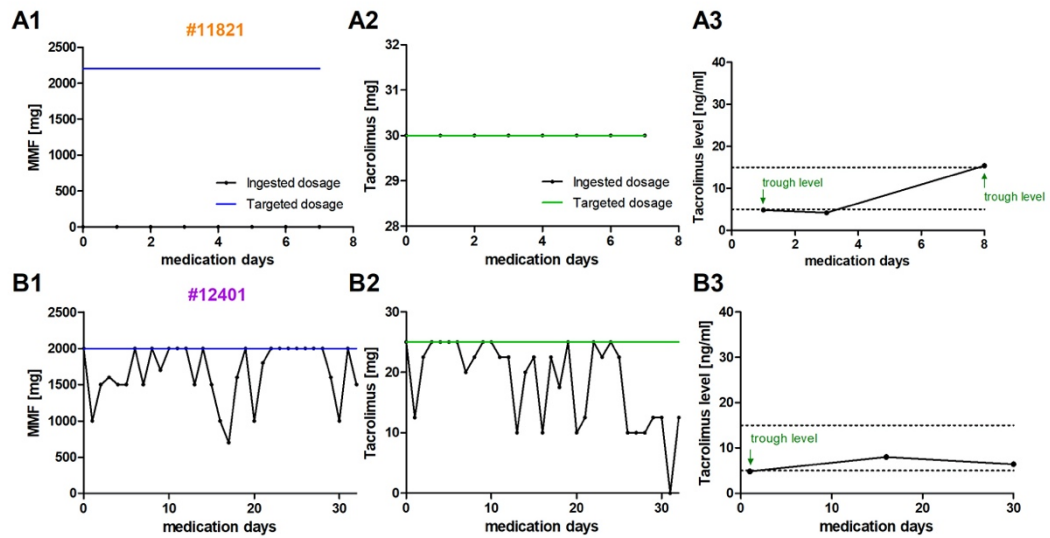 A1
#11821
MMF [mg]
2500
2000
1500
1000
500
0
Ingested dosage
Targeted dosage
0 2 4 6 8
medication days
A2
Tacrolimus [mg]
32
31
30
29
28
Ingested dosage
Targeted dosage
0 2 4 6 8
medication days
A3
Tacrolimus level [ng/ml]
40
30
20
10
0
trough level
trough level
0 2 4 6 8
medication days
B1
#12401
MMF [mg]
2500
2000
1500
1000
500
0
0 10 20 30
medication days
B2
Tacrolimus [mg]
30
20
10
0
0 10 20 30
medication days
B3
Tacrolimus level [ng/ml]
40
30
20
10
0
trough level
0 10 20 30
medication days